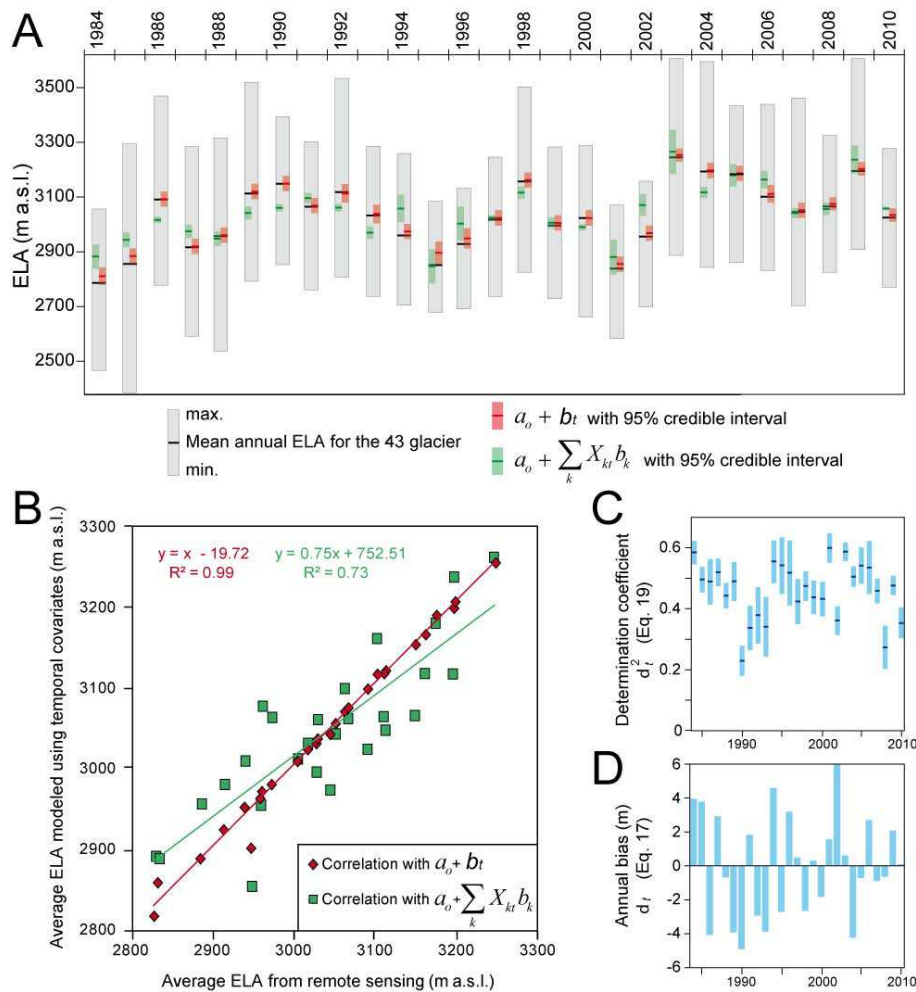 A
1984 1986 1988 1990 1992 1994 1996 1998 2000 2002 2004 2006 2008 2010
ELA (m a.s.l.)
3500
3300
3100
2900
2700
2500
max.
Mean annual ELA for the 43 glacier
min.
a_o + b_t with 95% credible interval
a_o + ∑_k X_kt b_k with 95% credible interval
B
Average ELA modeled using temporal covariates (m a.s.l.)
3300
3200
3100
3000
2900
2800
y = x - 19.72
R² = 0.99
y = 0.75x + 752.51
R² = 0.73
Correlation with a_o + b_t
Correlation with a_o + ∑_k X_kt b_k
2800 2900 3000 3100 3200 3300
Average ELA from remote sensing (m a.s.l.)
C
Determination coefficient
d_t² (Eq. 19)
0.6
0.4
0.2
0
1990 2000 2010
D
Annual bias (m)
d_t (Eq. 17)
6
4
2
0
-2
-4
-6
1990 2000 2010